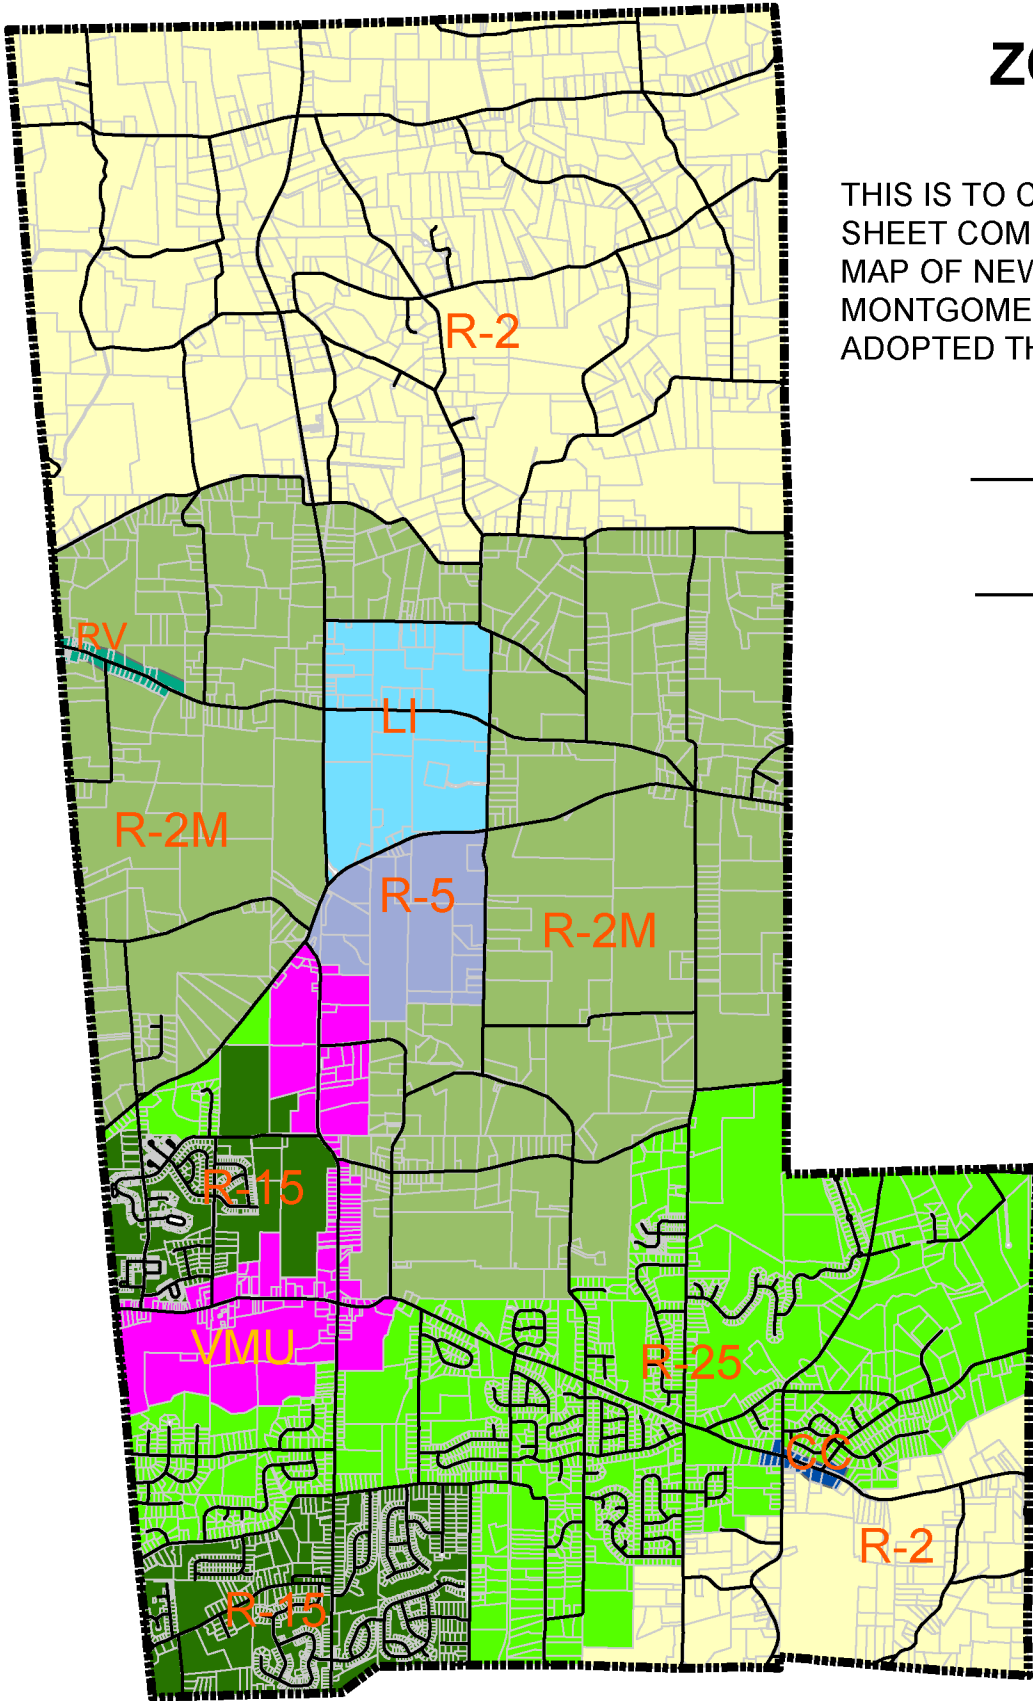 ZO
THIS IS TO C
SHEET COM
MAP OF NEW
MONTGOME
ADOPTED TH
R-2
RV
LI
R-2M
R-5
R-2M
R-15
VMU
R-25
CC
R-2
R-15